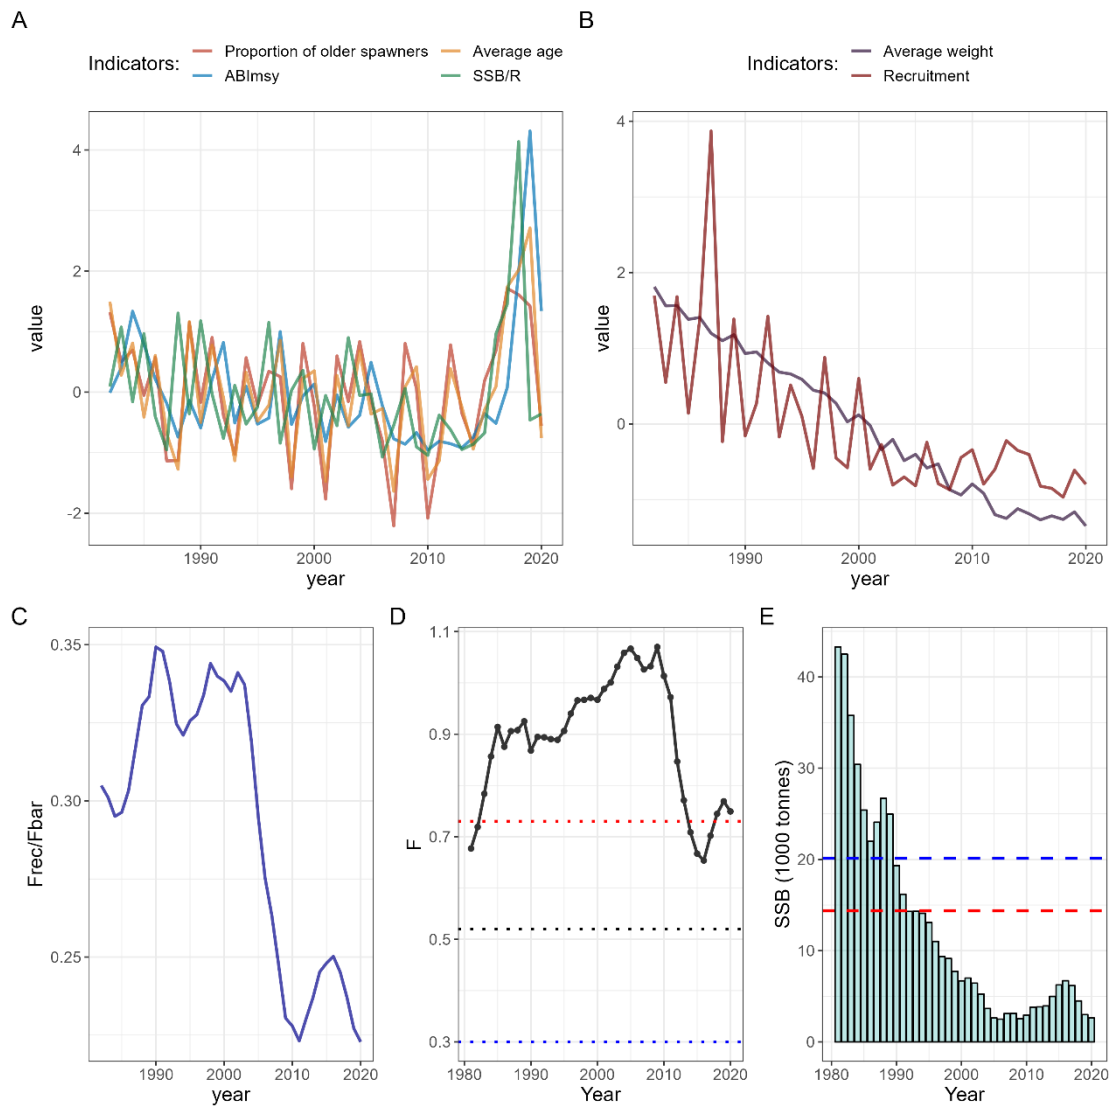 A
Indicators:
Proportion of older spawners
Average age
ABImsy
SSB/R
value
4
2
0
-2
1990
2000
2010
2020
year
B
Indicators:
Average weight
Recruitment
value
4
2
0
1990
2000
2010
2020
year
C
Frec/Fbar
0.35
0.30
0.25
1990
2000
2010
2020
year
D
F
1.1
0.9
0.7
0.5
0.3
1980
1990
2000
2010
2020
Year
E
SSB (1000 tonnes)
40
30
20
10
0
1980
1990
2000
2010
2020
Year